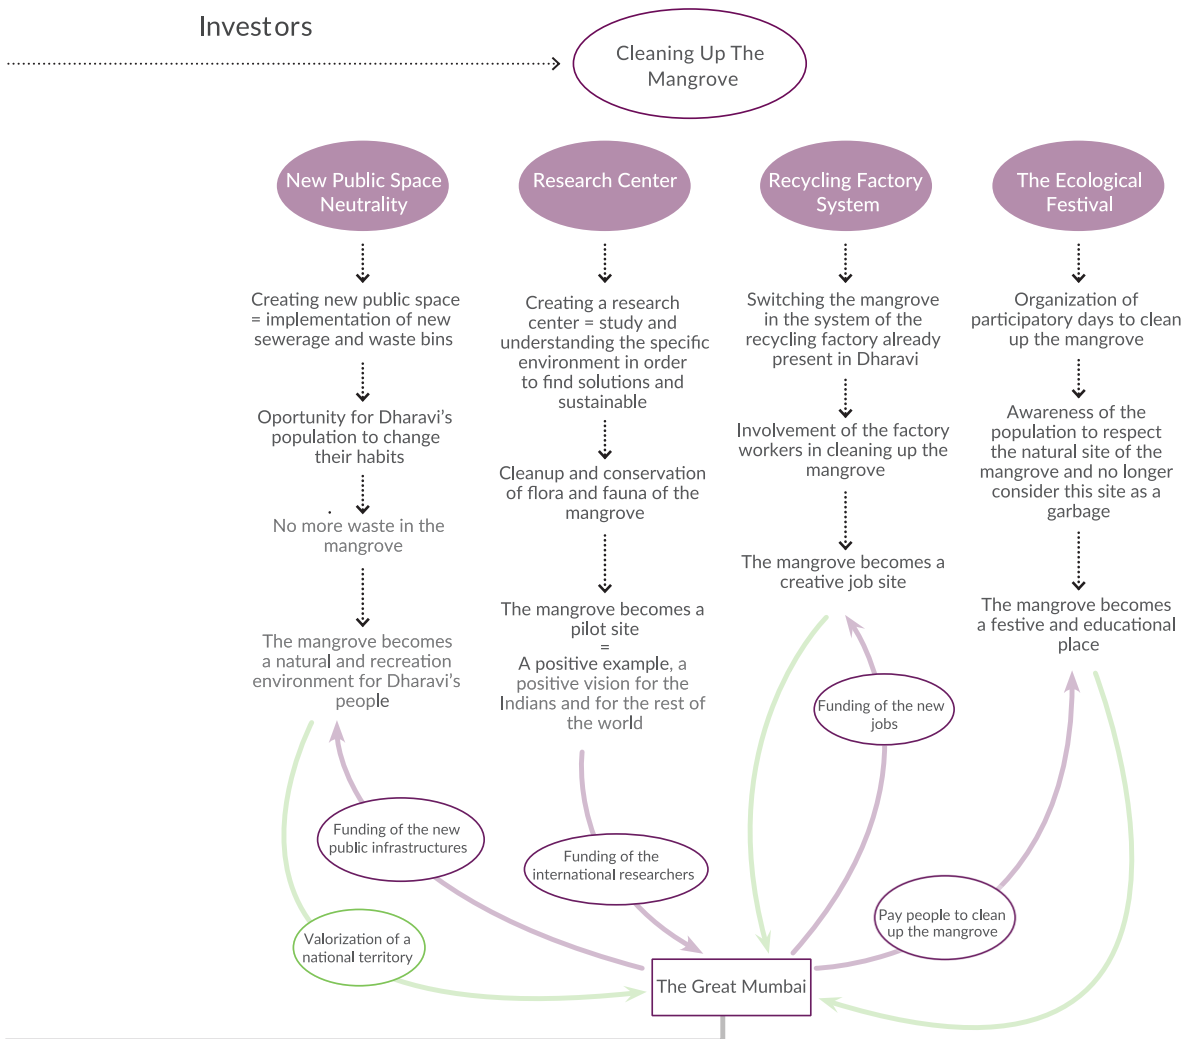 Investors
Cleaning Up The
Mangrove
New Public Space
Neutrality
Creating new public space
= implementation of new
sewerage and waste bins
Oportunity for Dharavi's
population to change
their habits
No more waste in the
mangrove
The mangrove becomes
a natural and recreation
environment for Dharavi's
people
Research Center
Creating a research
center = study and
understanding the specific
environment in order
to find solutions and
sustainable
Cleanup and conservation
of flora and fauna of the
mangrove
The mangrove becomes a
pilot site
=
A positive example, a
positive vision for the
Indians and for the rest of
the world
Recycling Factory
System
Switching the mangrove
in the system of the
recycling factory already
present in Dharavi
Involvement of the factory
workers in cleaning up the
mangrove
The mangrove becomes a
creative job site
The Ecological
Festival
Organization of
participatory days to clean
up the mangrove
Awareness of the
population to respect
the natural site of the
mangrove and no longer
consider this site as a
garbage
The mangrove becomes
a festive and educational
place
Funding of the new
jobs
Funding of the new
public infrastructures
Funding of the
international researchers
Pay people to clean
up the mangrove
Valorization of a
national territory
The Great Mumbai